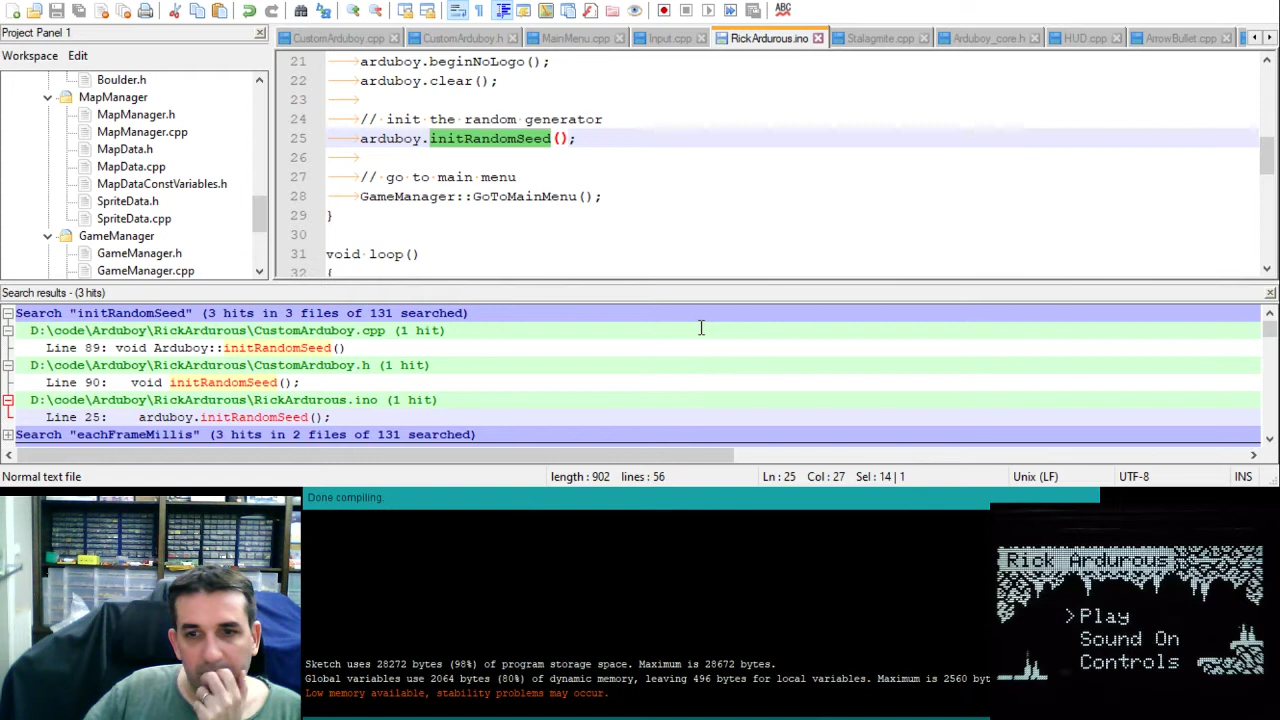 Project Panel 1
Workspace Edit
Boulder.h
MapManager
MapManager.h
MapManager.cpp
MapData.h
MapData.cpp
MapDataConstVariables.h
SpriteData.h
SpriteData.cpp
GameManager
GameManager.h
GameManager.cpp
ABC
CustomArduboy.cpp
CustomArduboy.h
MainMenu.cpp
Input.cpp
RickArdurous.ino
Stalagmite.cpp
Arduboy_core.h
HUD.cpp
ArrowBullet.cpp
21 arduboy.beginNoLogo();
22 arduboy.clear();
23
24 // init the random generator
25 arduboy.initRandomSeed();
26
27 // go to main menu
28 GameManager::GoToMainMenu();
29 }
30
31 void loop()
32 {
Search results - (3 hits)
Search "initRandomSeed" (3 hits in 3 files of 131 searched)
D:\code\Arduboy\RickArdurous\CustomArduboy.cpp (1 hit)
Line 89: void Arduboy::initRandomSeed()
D:\code\Arduboy\RickArdurous\CustomArduboy.h (1 hit)
Line 90: void initRandomSeed();
D:\code\Arduboy\RickArdurous\RickArdurous.ino (1 hit)
Line 25: arduboy.initRandomSeed();
Search "eachFrameMillis" (3 hits in 2 files of 131 searched)
Normal text file length : 902 lines : 56 Ln : 25 Col : 27 Sel : 14 | 1 Unix (LF) UTF-8 INS
Done compiling.
Sketch uses 28272 bytes (98%) of program storage space. Maximum is 28672 bytes.
Global variables use 2064 bytes (80%) of dynamic memory, leaving 496 bytes for local variables. Maximum is 2560 byt
Low memory available, stability problems may occur.
Rick Ardurous
>Play
Sound On
Controls